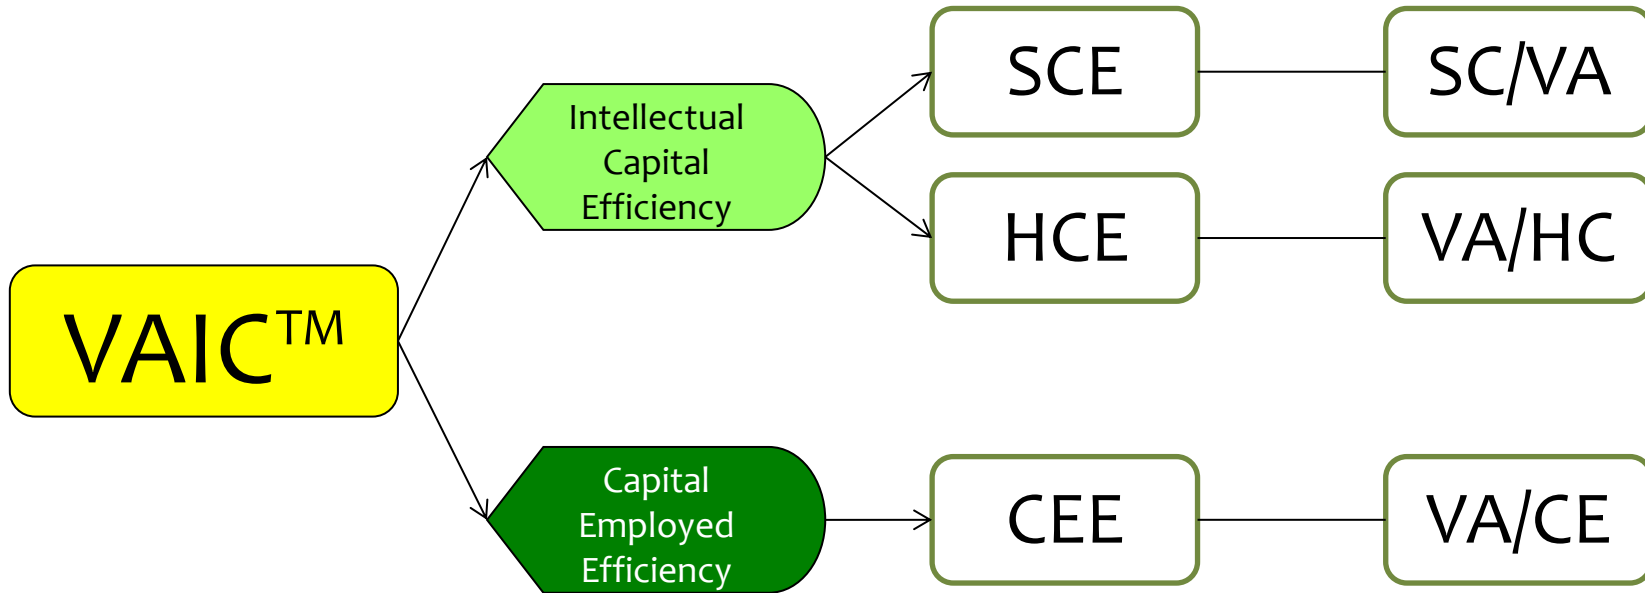 VAIC™
Intellectual
Capital
Efficiency
SCE
SC/VA
HCE
VA/HC
Capital
Employed
Efficiency
CEE
VA/CE